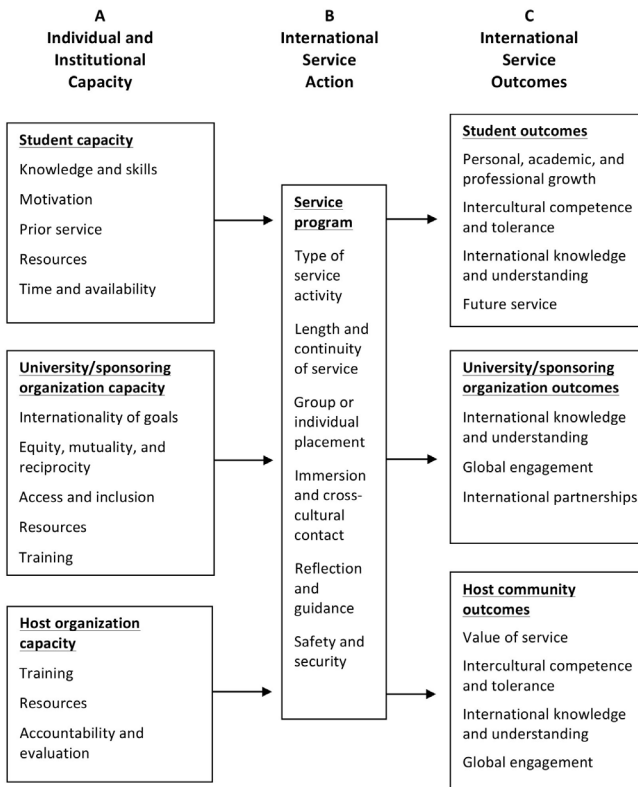 A
Individual and
Institutional
Capacity
B
International
Service
Action
C
International
Service
Outcomes
Student capacity
Knowledge and skills
Motivation
Prior service
Resources
Time and availability
University/sponsoring
organization capacity
Internationality of goals
Equity, mutuality, and
reciprocity
Access and inclusion
Resources
Training
Host organization
capacity
Training
Resources
Accountability and
evaluation
Service
program
Type of
service
activity
Length and
continuity
of service
Group or
individual
placement
Immersion
and cross-
cultural
contact
Reflection
and
guidance
Safety and
security
Student outcomes
Personal, academic, and
professional growth
Intercultural competence
and tolerance
International knowledge
and understanding
Future service
University/sponsoring
organization outcomes
International knowledge
and understanding
Global engagement
International partnerships
Host community
outcomes
Value of service
Intercultural competence
and tolerance
International knowledge
and understanding
Global engagement